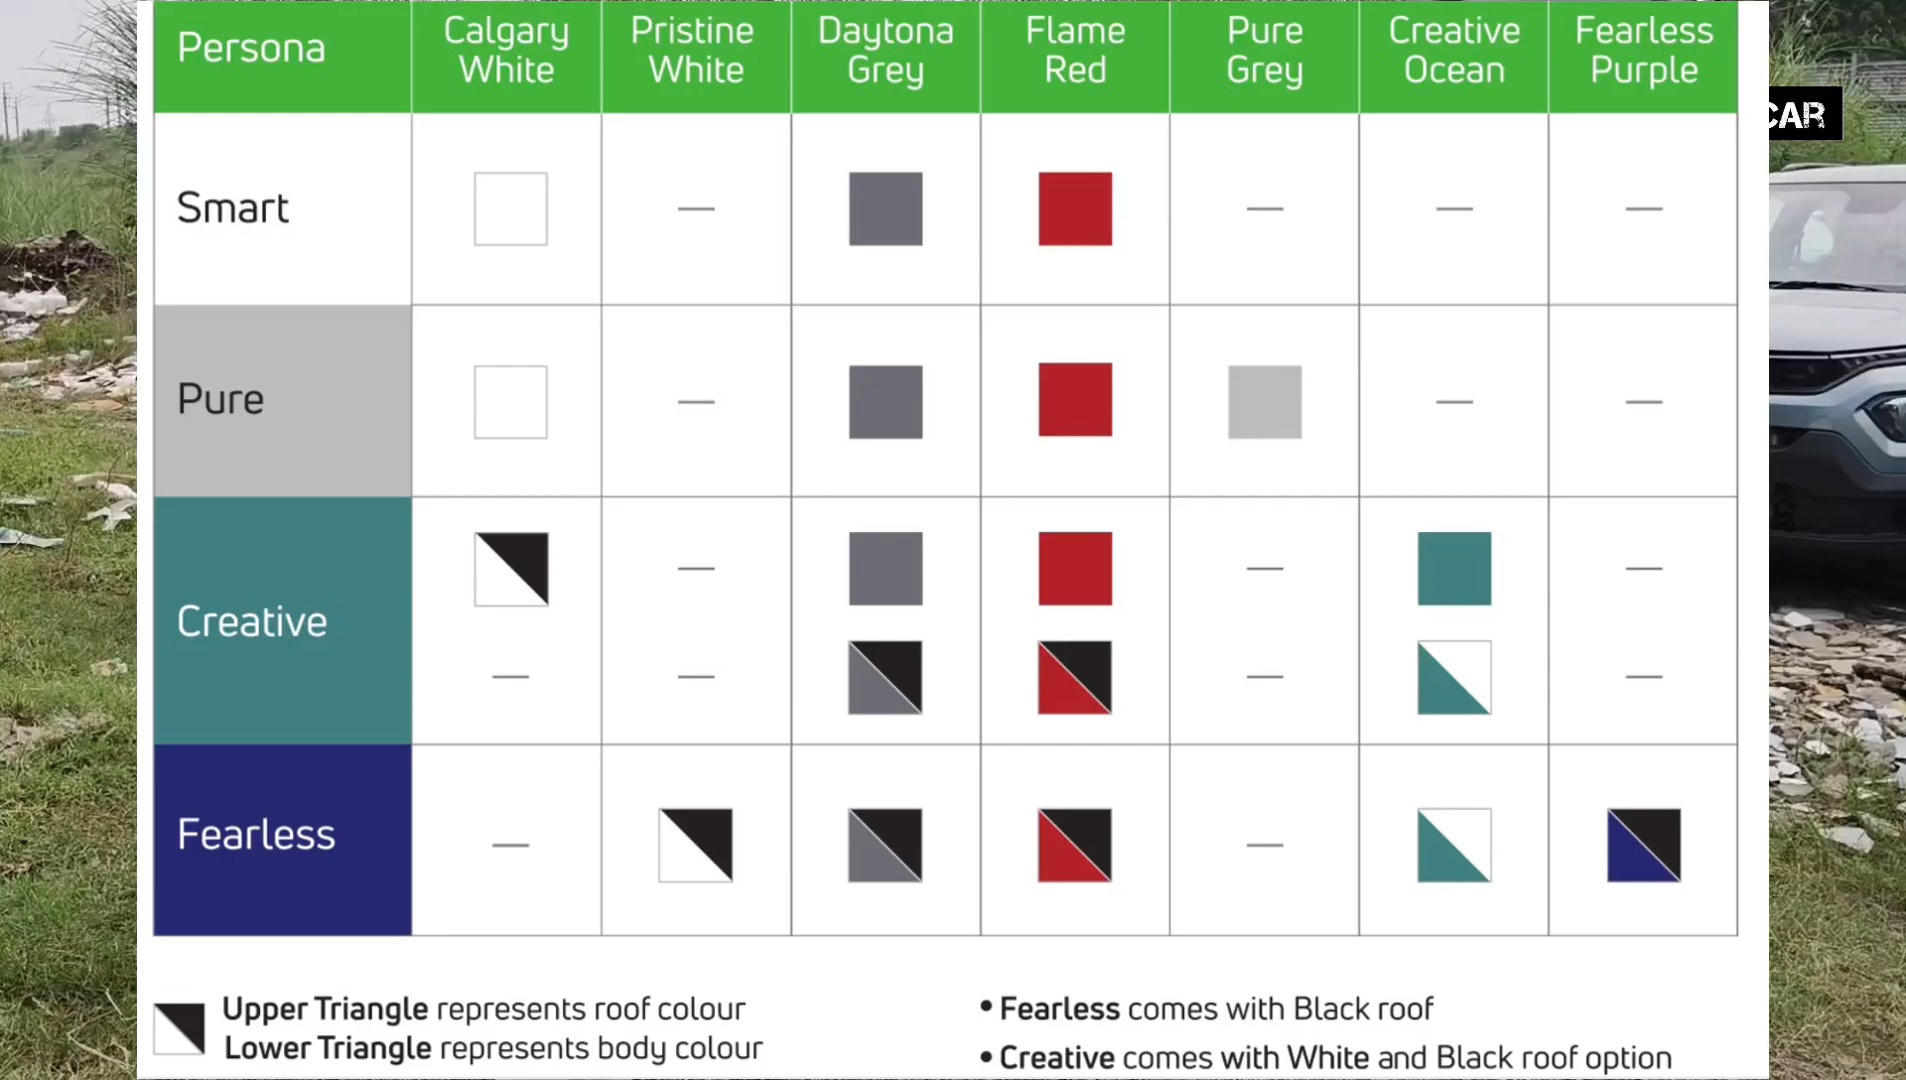 Persona
Calgary White
Pristine White
Daytona Grey
Flame Red
Pure Grey
Creative Ocean
Fearless Purple
CAR
Smart
Pure
Creative
Fearless
Upper Triangle represents roof colour
Lower Triangle represents body colour
• Fearless comes with Black roof
• Creative comes with White and Black roof option